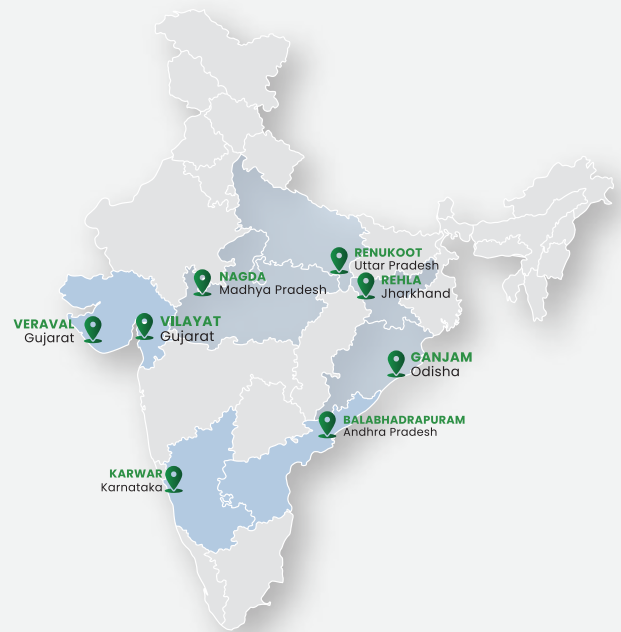 RENUKOOT
Uttar Pradesh
NAGDA
Madhya Pradesh
REHLA
Jharkhand
VERAVAL
Gujarat
VILAYAT
Gujarat
GANJAM
Odisha
BALABHADRAPURAM
Andhra Pradesh
KARWAR
Karnataka